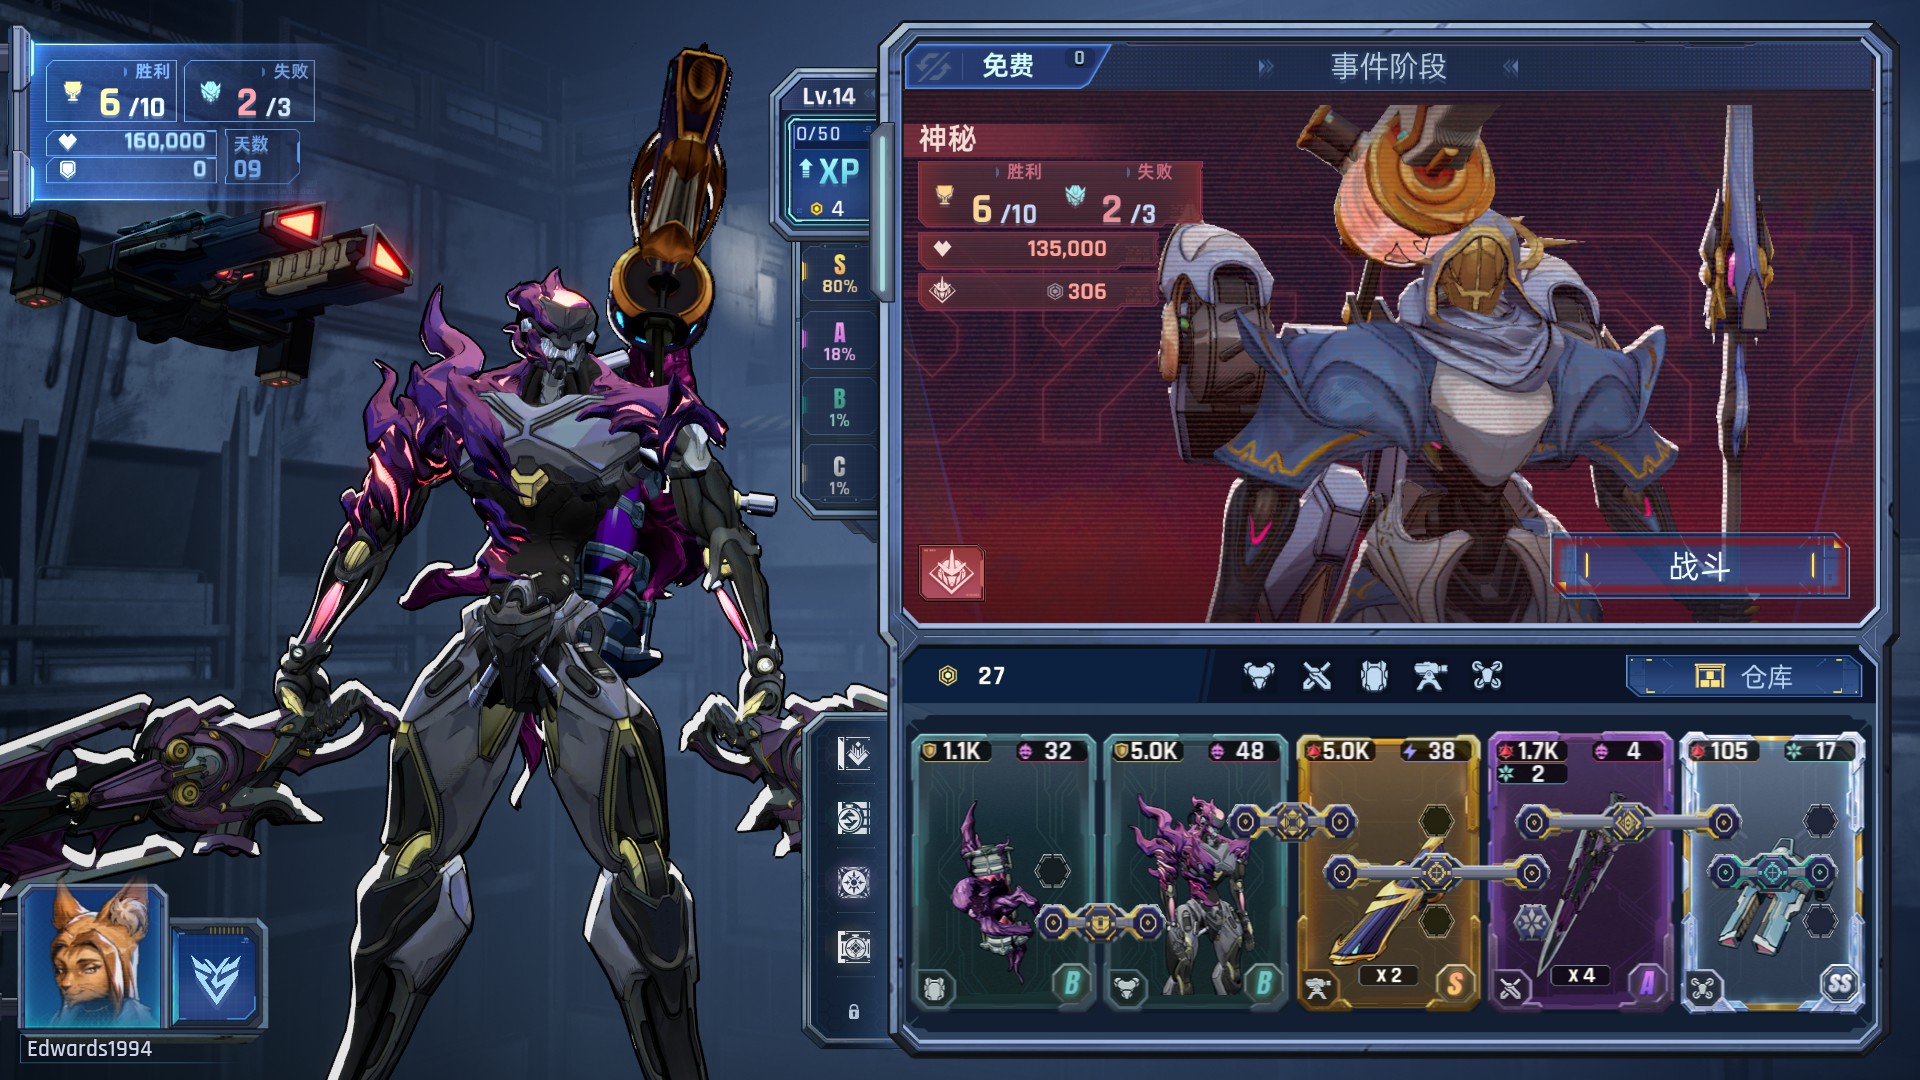 胜利
6 /10
失败
2 /3
160,000
0
天数
09
Lv.14
0/50
XP
4
S
80%
A
18%
B
1%
C
1%
免费
0
事件阶段
神秘
胜利
6 /10
失败
2 /3
135,000
306
战斗
27
仓库
1.1K 32
B
5.0K 48
B
5.0K 38
x 2
S
1.7K 4
2
x 4
A
105 17
SS
Edwards1994